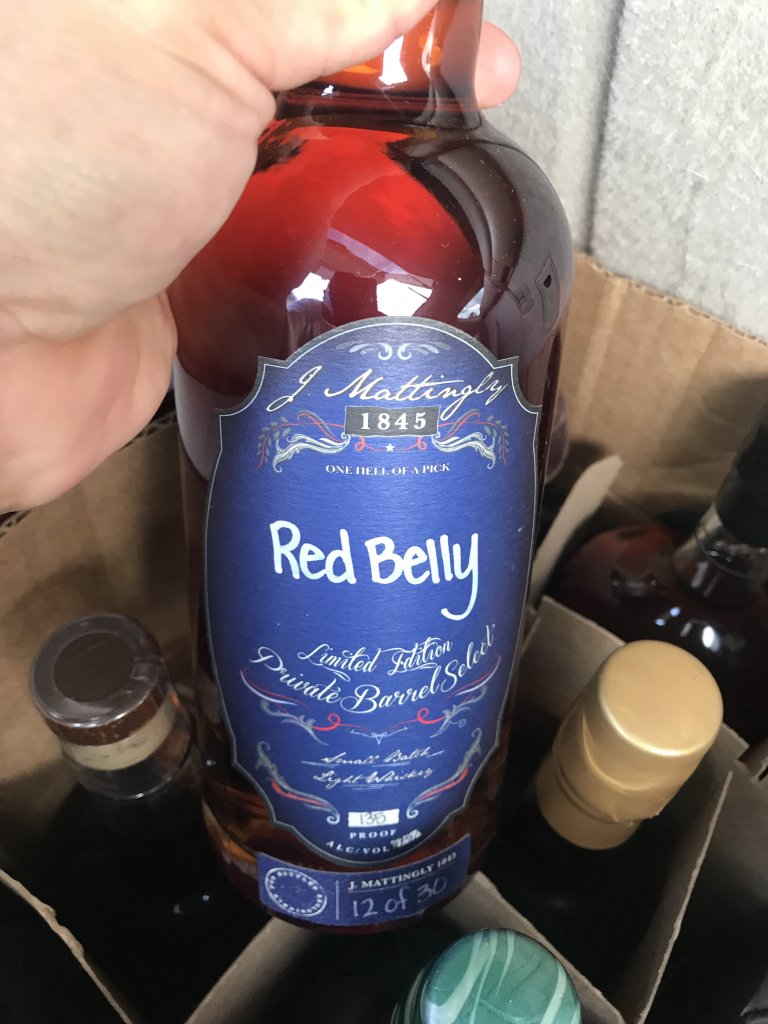 J Mattingly
1845
ONE HELL OF A PICK
Red Belly
Limited Edition
Private Barrel Select
Small Batch
Light Whiskey
135
PROOF
ALC/VOL
J. MATTINGLY 1845
12 of 30